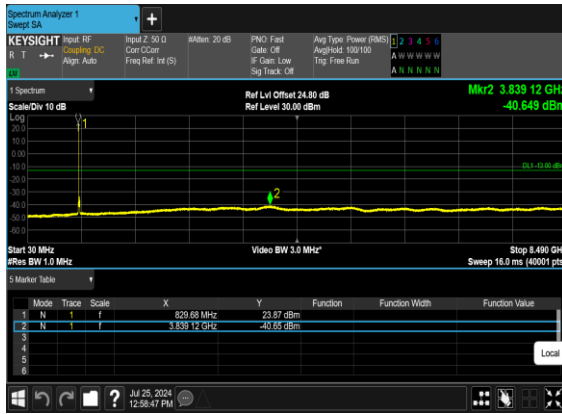 Spectrum Analyzer 1
Swept SA
KEYSIGHT
R T
Input: RF
Coupling: DC
Align: Auto
Input Z: 50 Ω
Corr CCorr
Freq Ref: Int (S)
#Atten: 20 dB
PNO: Fast
Gate: Off
IF Gain: Low
Sig Track: Off
Avg Type: Power (RMS)
Avg|Hold: 100/100
Trig: Free Run
1 2 3 4 5 6
A W W W W W
A N N N N N
1 Spectrum
Scale/Div 10 dB
Ref Lvl Offset 24.80 dB
Ref Level 30.00 dBm
Mkr2 3.839 12 GHz
-40.649 dBm
Log
20.0
10.0
0.00
-10.0
-20.0
-30.0
-40.0
-50.0
-60.0
1
2
DL1 -13.00 dBm
Start 30 MHz
#Res BW 1.0 MHz
Video BW 3.0 MHz*
Stop 8.490 GHz
Sweep 16.0 ms (40001 pts)
5 Marker Table
Mode Trace Scale X Y Function Function Width Function Value
1 N 1 f 829.68 MHz 23.87 dBm
2 N 1 f 3.839 12 GHz -40.65 dBm
3
4
5
6
Local
?
Jul 25, 2024
12:58:47 PM